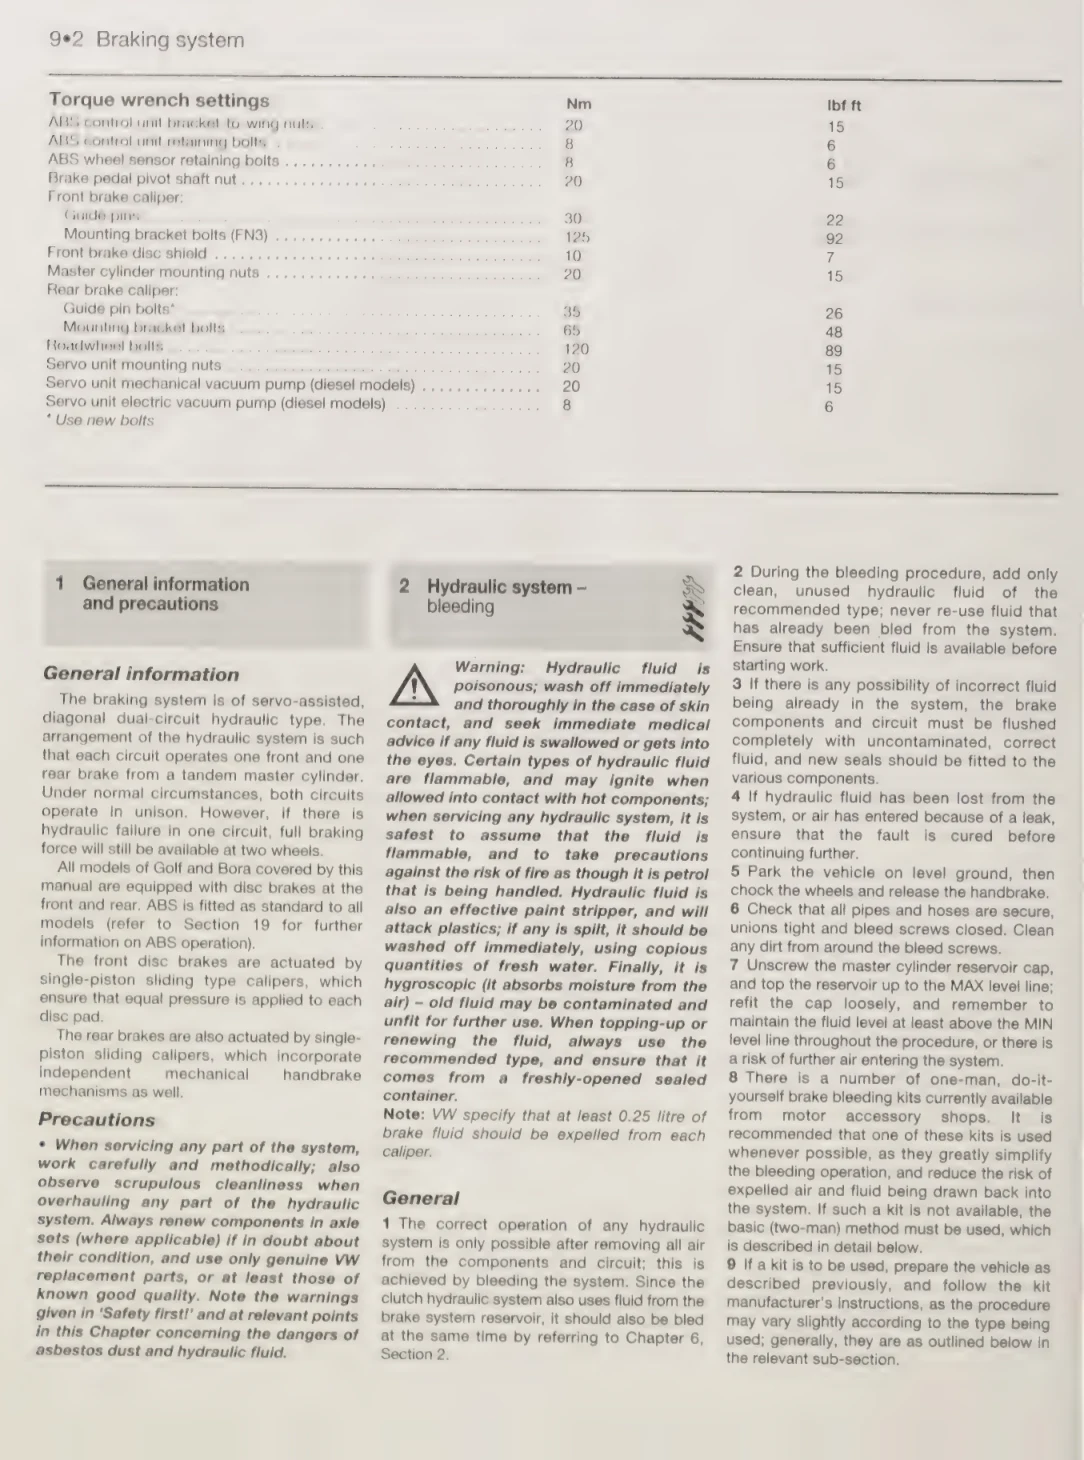 9•2 Braking system
Torque wrench settings Nm lbf ft
ABS control unit bracket to wing nuts 20 15
ABS control unit retaining bolts 8 6
ABS wheel sensor retaining bolts 8 6
Brake pedal pivot shaft nut 20 15
Front brake caliper:
Guide pins 30 22
Mounting bracket bolts (FN3) 125 92
Front brake disc shield 10 7
Master cylinder mounting nuts 20 15
Rear brake caliper:
Guide pin bolts* 35 26
Mounting bracket bolts 65 48
Roadwheel bolts 120 89
Servo unit mounting nuts 20 15
Servo unit mechanical vacuum pump (diesel models) 20 15
Servo unit electric vacuum pump (diesel models) 8 6
* Use new bolts
1 General information
and precautions
General information
The braking system is of servo-assisted,
diagonal dual-circuit hydraulic type. The
arrangement of the hydraulic system is such
that each circuit operates one front and one
rear brake from a tandem master cylinder.
Under normal circumstances, both circuits
operate in unison. However, if there is
hydraulic failure in one circuit, full braking
force will still be available at two wheels.
All models of Golf and Bora covered by this
manual are equipped with disc brakes at the
front and rear. ABS is fitted as standard to all
models (refer to Section 19 for further
information on ABS operation).
The front disc brakes are actuated by
single-piston sliding type calipers, which
ensure that equal pressure is applied to each
disc pad.
The rear brakes are also actuated by single-
piston sliding calipers, which incorporate
independent mechanical handbrake
mechanisms as well.
Precautions
• When servicing any part of the system,
work carefully and methodically; also
observe scrupulous cleanliness when
overhauling any part of the hydraulic
system. Always renew components in axle
sets (where applicable) if in doubt about
their condition, and use only genuine VW
replacement parts, or at least those of
known good quality. Note the warnings
given in 'Safety first!' and at relevant points
in this Chapter concerning the dangers of
asbestos dust and hydraulic fluid.
2 Hydraulic system –
bleeding
Warning: Hydraulic fluid is
poisonous; wash off immediately
and thoroughly in the case of skin
contact, and seek immediate medical
advice if any fluid is swallowed or gets into
the eyes. Certain types of hydraulic fluid
are flammable, and may ignite when
allowed into contact with hot components;
when servicing any hydraulic system, it is
safest to assume that the fluid is
flammable, and to take precautions
against the risk of fire as though it is petrol
that is being handled. Hydraulic fluid is
also an effective paint stripper, and will
attack plastics; if any is spilt, it should be
washed off immediately, using copious
quantities of fresh water. Finally, it is
hygroscopic (it absorbs moisture from the
air) – old fluid may be contaminated and
unfit for further use. When topping-up or
renewing the fluid, always use the
recommended type, and ensure that it
comes from a freshly-opened sealed
container.
Note: VW specify that at least 0.25 litre of
brake fluid should be expelled from each
caliper.
General
1 The correct operation of any hydraulic
system is only possible after removing all air
from the components and circuit; this is
achieved by bleeding the system. Since the
clutch hydraulic system also uses fluid from the
brake system reservoir, it should also be bled
at the same time by referring to Chapter 6,
Section 2.
2 During the bleeding procedure, add only
clean, unused hydraulic fluid of the
recommended type; never re-use fluid that
has already been bled from the system.
Ensure that sufficient fluid is available before
starting work.
3 If there is any possibility of incorrect fluid
being already in the system, the brake
components and circuit must be flushed
completely with uncontaminated, correct
fluid, and new seals should be fitted to the
various components.
4 If hydraulic fluid has been lost from the
system, or air has entered because of a leak,
ensure that the fault is cured before
continuing further.
5 Park the vehicle on level ground, then
chock the wheels and release the handbrake.
6 Check that all pipes and hoses are secure,
unions tight and bleed screws closed. Clean
any dirt from around the bleed screws.
7 Unscrew the master cylinder reservoir cap,
and top the reservoir up to the MAX level line;
refit the cap loosely, and remember to
maintain the fluid level at least above the MIN
level line throughout the procedure, or there is
a risk of further air entering the system.
8 There is a number of one-man, do-it-
yourself brake bleeding kits currently available
from motor accessory shops. It is
recommended that one of these kits is used
whenever possible, as they greatly simplify
the bleeding operation, and reduce the risk of
expelled air and fluid being drawn back into
the system. If such a kit is not available, the
basic (two-man) method must be used, which
is described in detail below.
9 If a kit is to be used, prepare the vehicle as
described previously, and follow the kit
manufacturer's instructions, as the procedure
may vary slightly according to the type being
used; generally, they are as outlined below in
the relevant sub-section.